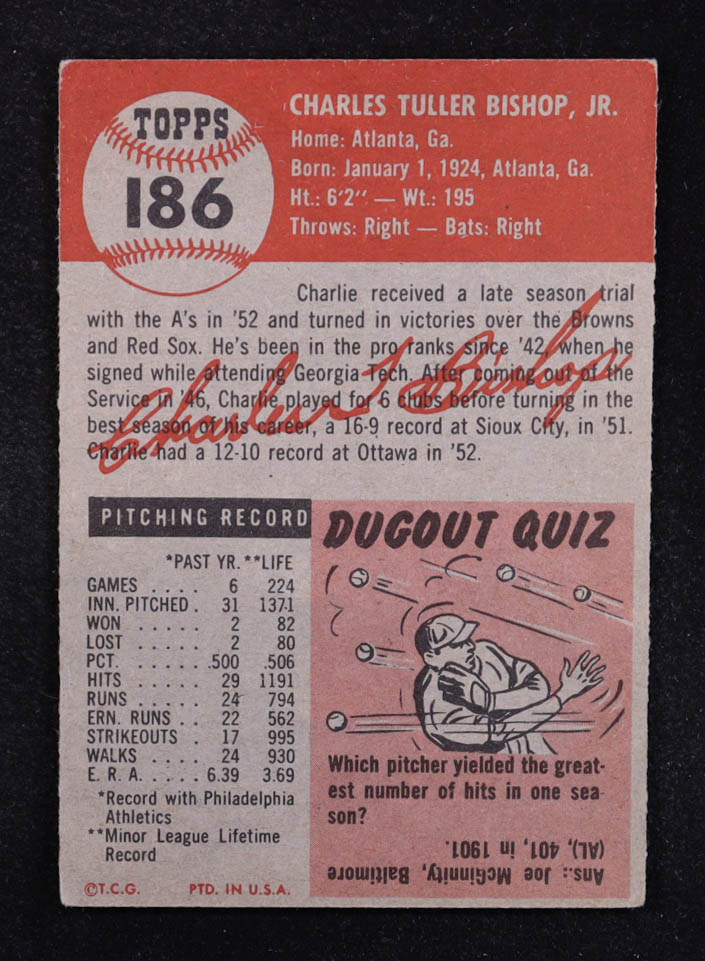 TOPPS
186
CHARLES TULLER BISHOP, JR.
Home: Atlanta, Ga.
Born: January 1, 1924, Atlanta, Ga.
Ht.: 6'2" — Wt.: 195
Throws: Right — Bats: Right
Charlie received a late season trial
with the A's in '52 and turned in victories over the Browns
and Red Sox. He's been in the pro ranks since '42, when he
signed while attending Georgia Tech. After coming out of the
Service in '46, Charlie played for 6 clubs before turning in the
best season of his career, a 16-9 record at Sioux City, in '51.
Charlie had a 12-10 record at Ottawa in '52.
Charles T Bishop
PITCHING RECORD
*PAST YR. **LIFE
GAMES . . . . 6 224
INN. PITCHED . 31 1371
WON . . . . . 2 82
LOST . . . . . 2 80
PCT. . . . . . .500 .506
HITS . . . . . 29 1191
RUNS . . . . . 24 794
ERN. RUNS . . 22 562
STRIKEOUTS . 17 995
WALKS . . . . 24 930
E. R. A. . . . . 6.39 3.69
*Record with Philadelphia
Athletics
**Minor League Lifetime
Record
©T.C.G. PTD. IN U.S.A.
DUGOUT QUIZ
Which pitcher yielded the great-
est number of hits in one sea-
son?
Ans.: Joe McGinnity, Baltimore
(AL), 401, in 1901.